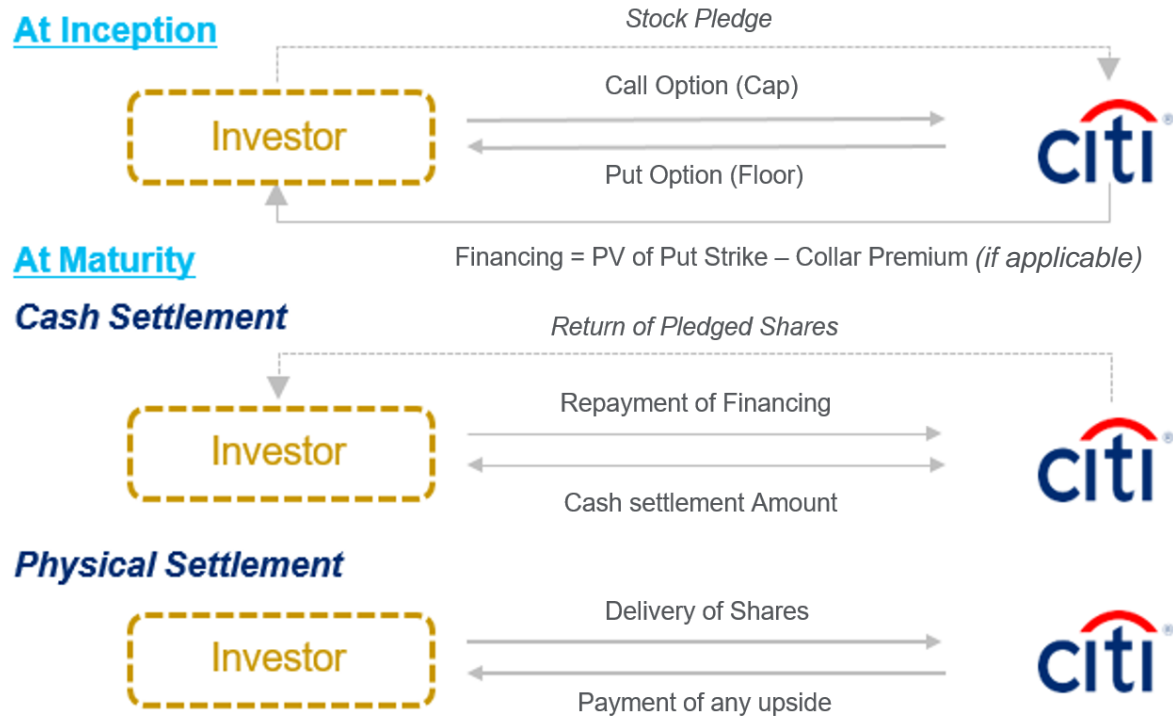 At Inception
Stock Pledge
Call Option (Cap)
Investor
citi®
Put Option (Floor)
Financing = PV of Put Strike – Collar Premium (if applicable)
At Maturity
Cash Settlement
Return of Pledged Shares
Repayment of Financing
Investor
citi®
Cash settlement Amount
Physical Settlement
Delivery of Shares
Investor
citi®
Payment of any upside